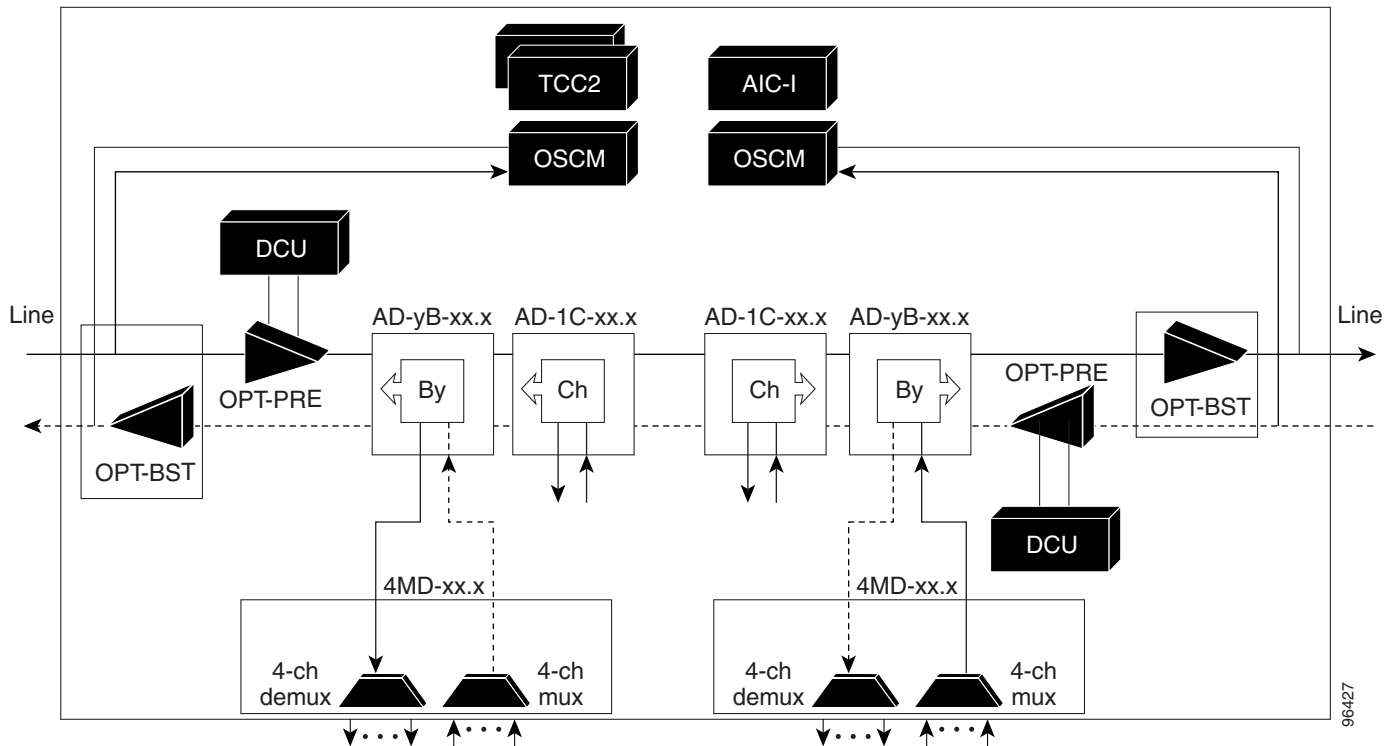 TCC2
AIC-I
OSCM
OSCM
DCU
Line
Line
AD-yB-xx.x
AD-1C-xx.x
AD-1C-xx.x
AD-yB-xx.x
OPT-PRE
By
Ch
Ch
By
OPT-PRE
OPT-BST
OPT-BST
DCU
4MD-xx.x
4MD-xx.x
4-ch
demux
4-ch
mux
4-ch
demux
4-ch
mux
96427